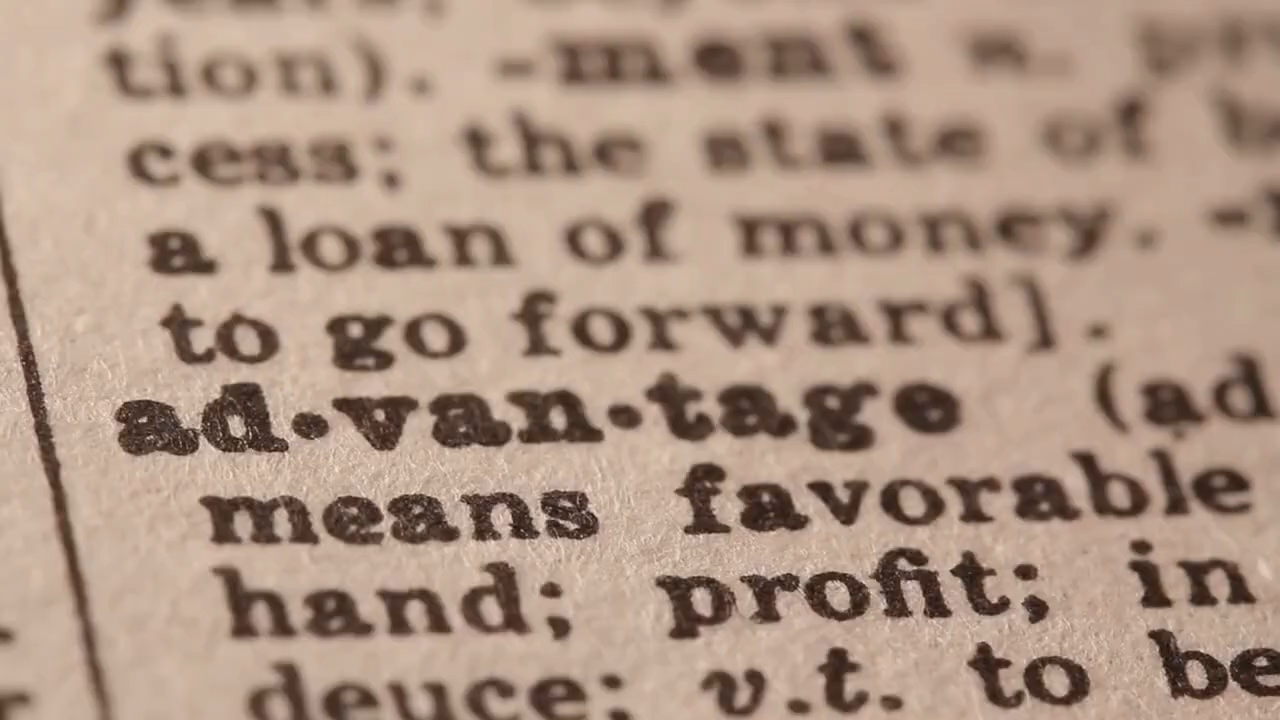 tion). -ment n.
cess; the state of
a loan of money. -
to go forward].
ad•van•tage (ad
means favorable
hand; profit; in
deuce; v.t. to be